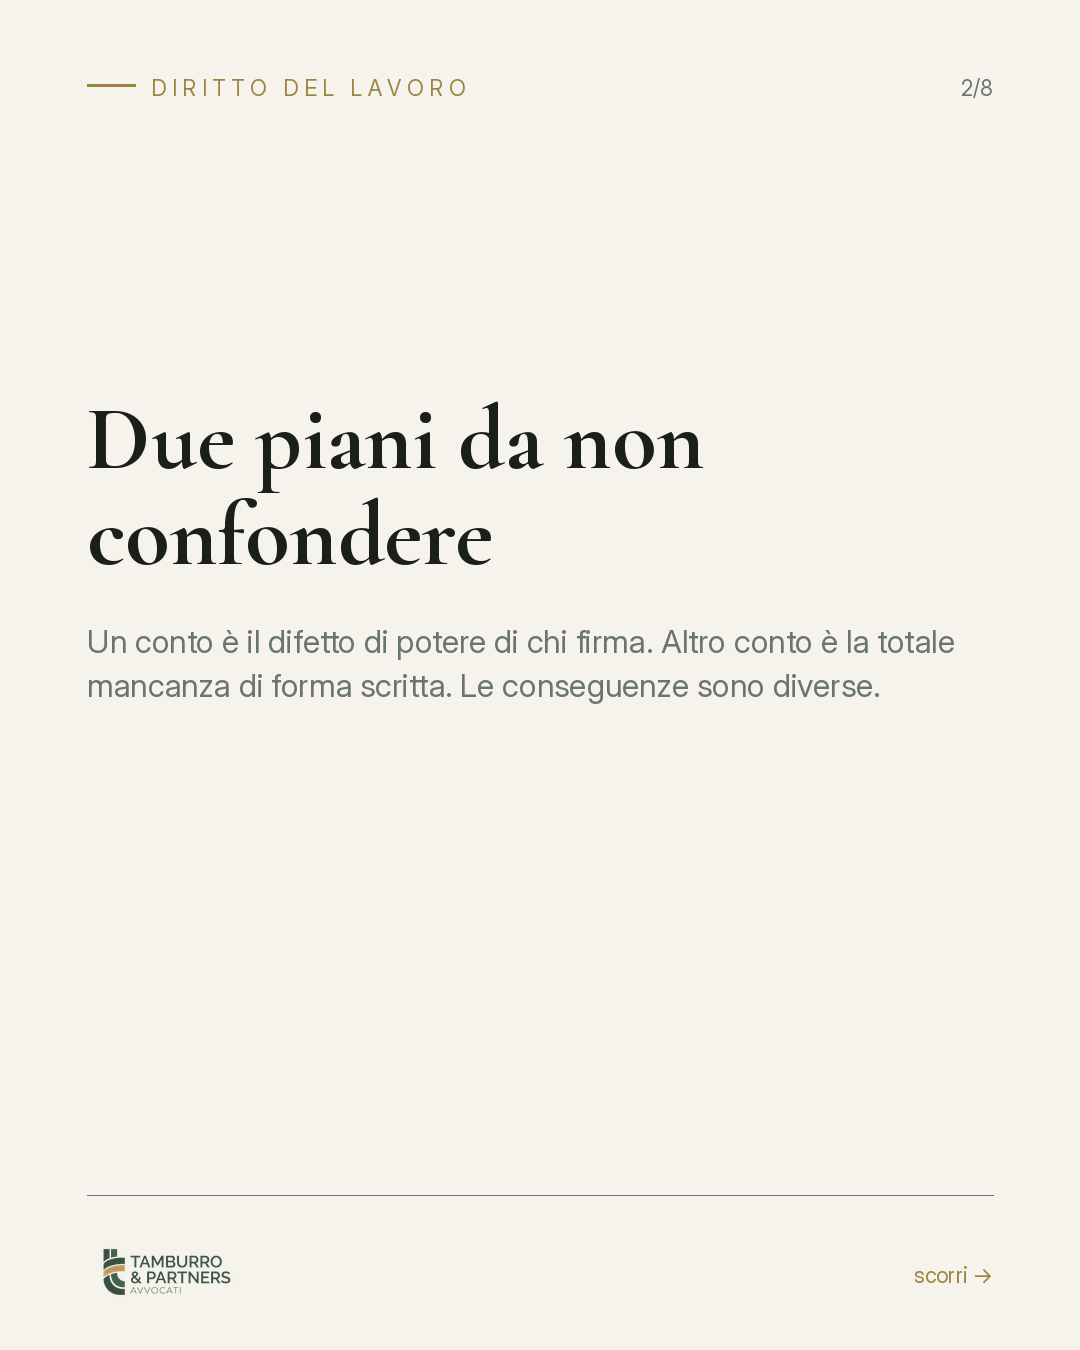 DIRITTO DEL LAVORO
2/8
Due piani da non
confondere
Un conto è il difetto di potere di chi firma. Altro conto è la totale
mancanza di forma scritta. Le conseguenze sono diverse.
TAMBURRO
& PARTNERS
AVVOCATI
scorri →